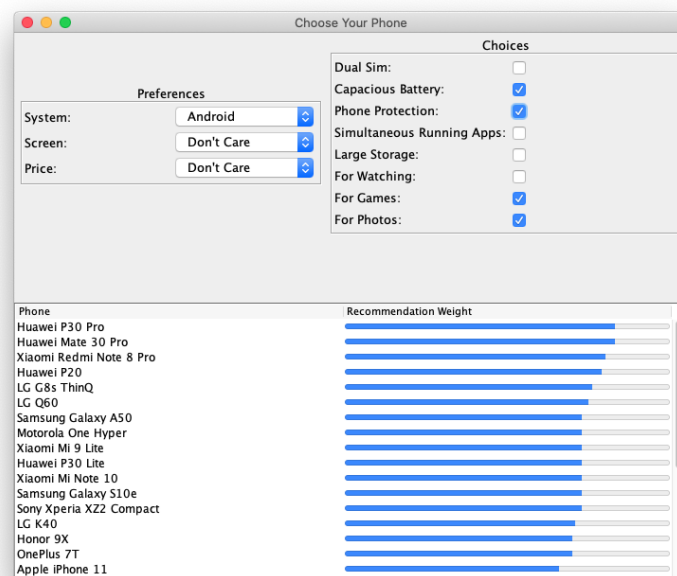 Choose Your Phone
Choices
Dual Sim:
Capacious Battery:
Phone Protection:
Simultaneous Running Apps:
Large Storage:
For Watching:
For Games:
For Photos:
Preferences
System: Android
Screen: Don't Care
Price: Don't Care
Phone Recommendation Weight
Huawei P30 Pro
Huawei Mate 30 Pro
Xiaomi Redmi Note 8 Pro
Huawei P20
LG G8s ThinQ
LG Q60
Samsung Galaxy A50
Motorola One Hyper
Xiaomi Mi 9 Lite
Huawei P30 Lite
Xiaomi Mi Note 10
Samsung Galaxy S10e
Sony Xperia XZ2 Compact
LG K40
Honor 9X
OnePlus 7T
Apple iPhone 11